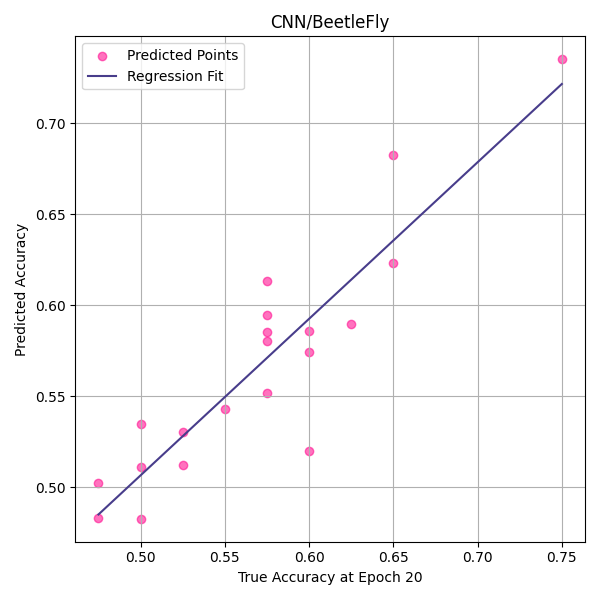 CNN/BeetleFly
Predicted Points
Regression Fit
0.70
0.65
0.60
0.55
0.50
Predicted Accuracy
0.50 0.55 0.60 0.65 0.70 0.75
True Accuracy at Epoch 20